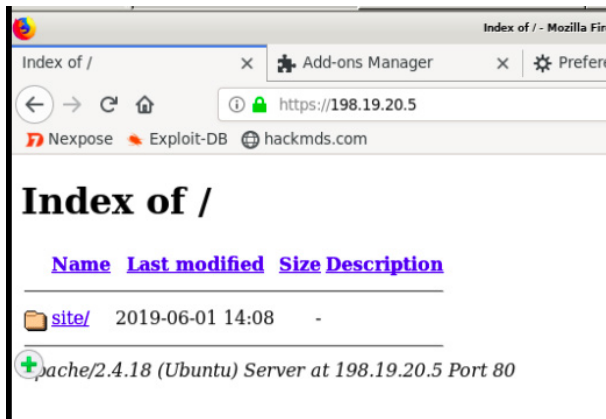 Index of / - Mozilla Fir
Index of /
Add-ons Manager
Prefere
https://198.19.20.5
Nexpose
Exploit-DB
hackmds.com
Index of /
Name Last modified Size Description
site/ 2019-06-01 14:08 -
pache/2.4.18 (Ubuntu) Server at 198.19.20.5 Port 80